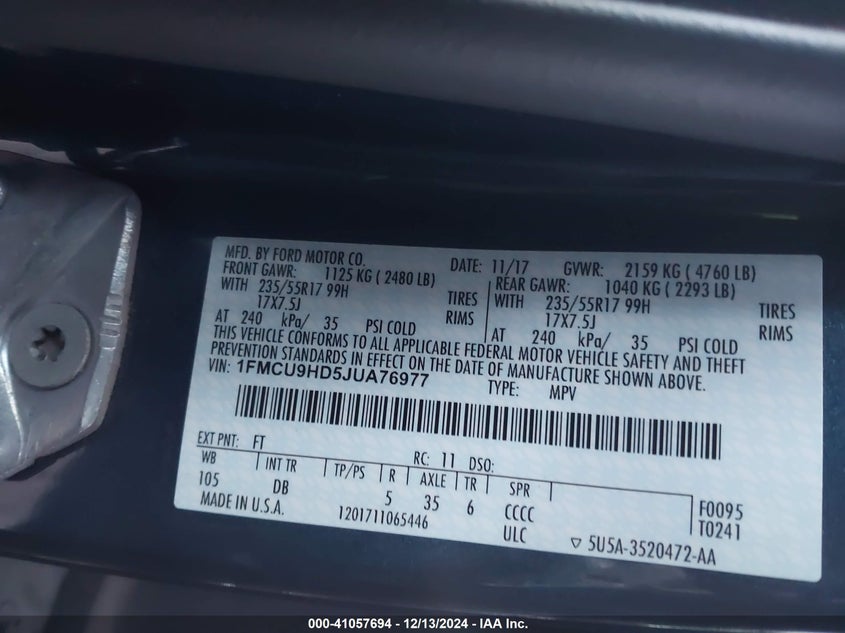 MFD. BY FORD MOTOR CO.
DATE: 11/17 GVWR: 2159 KG ( 4760 LB)
FRONT GAWR: 1125 KG ( 2480 LB) REAR GAWR: 1040 KG ( 2293 LB)
WITH 235/55R17 99H TIRES WITH 235/55R17 99H TIRES
17X7.5J RIMS 17X7.5J RIMS
AT 240 kPa/ 35 PSI COLD AT 240 kPa/ 35 PSI COLD
THIS VEHICLE CONFORMS TO ALL APPLICABLE FEDERAL MOTOR VEHICLE SAFETY AND THEFT
PREVENTION STANDARDS IN EFFECT ON THE DATE OF MANUFACTURE SHOWN ABOVE.
VIN: 1FMCU9HD5JUA76977
TYPE: MPV
EXT PNT: FT RC: 11 DSO:
WB INT TR TP/PS R AXLE TR SPR
105 DB 5 35 6 CCCC F0095
MADE IN U.S.A. 1201711065446 ULC T0241
▽ 5U5A-3520472-AA
000-41057694 - 12/13/2024 - IAA Inc.